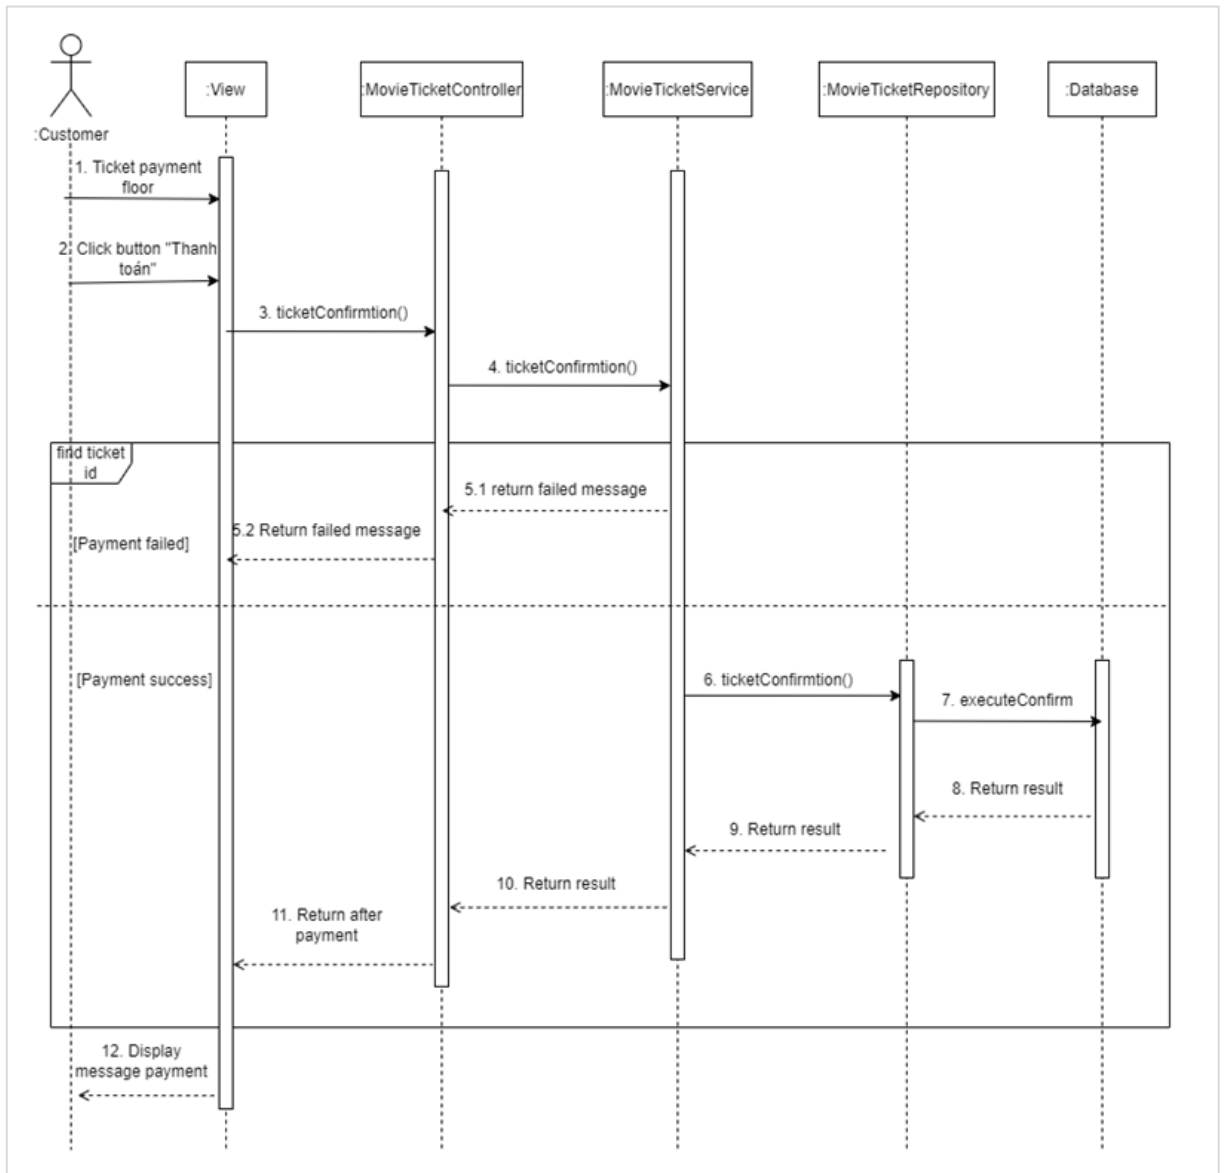 :View
:MovieTicketController
:MovieTicketService
:MovieTicketRepository
:Database
:Customer
1. Ticket payment
floor
2. Click button "Thanh
toán"
3. ticketConfirmtion()
4. ticketConfirmtion()
find ticket
id
5.1 return failed message
5.2 Return failed message
[Payment failed]
[Payment success]
6. ticketConfirmtion()
7. executeConfirm
8. Return result
9. Return result
10. Return result
11. Return after
payment
12. Display
message payment